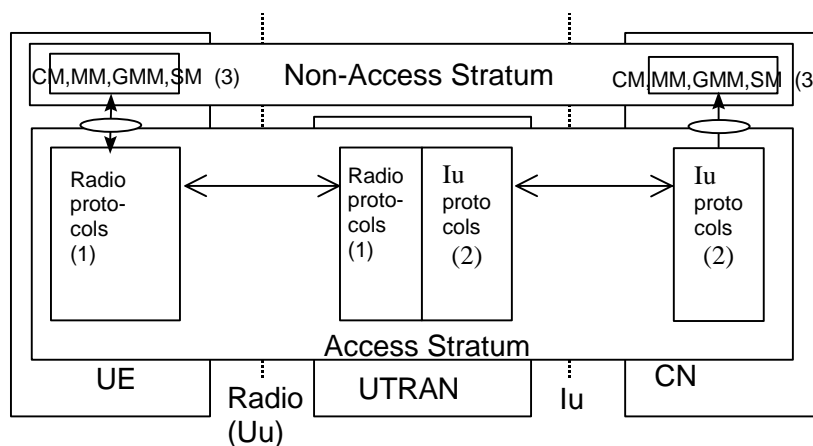 CM,MM,GMM,SM (3)
Non-Access Stratum
CM,MM,GMM,SM (3
Radio
proto-
cols
(1)
Radio
proto-
cols
(1)
Iu
proto
cols
(2)
Iu
proto
cols
(2)
Access Stratum
UE
Radio
(Uu)
UTRAN
Iu
CN